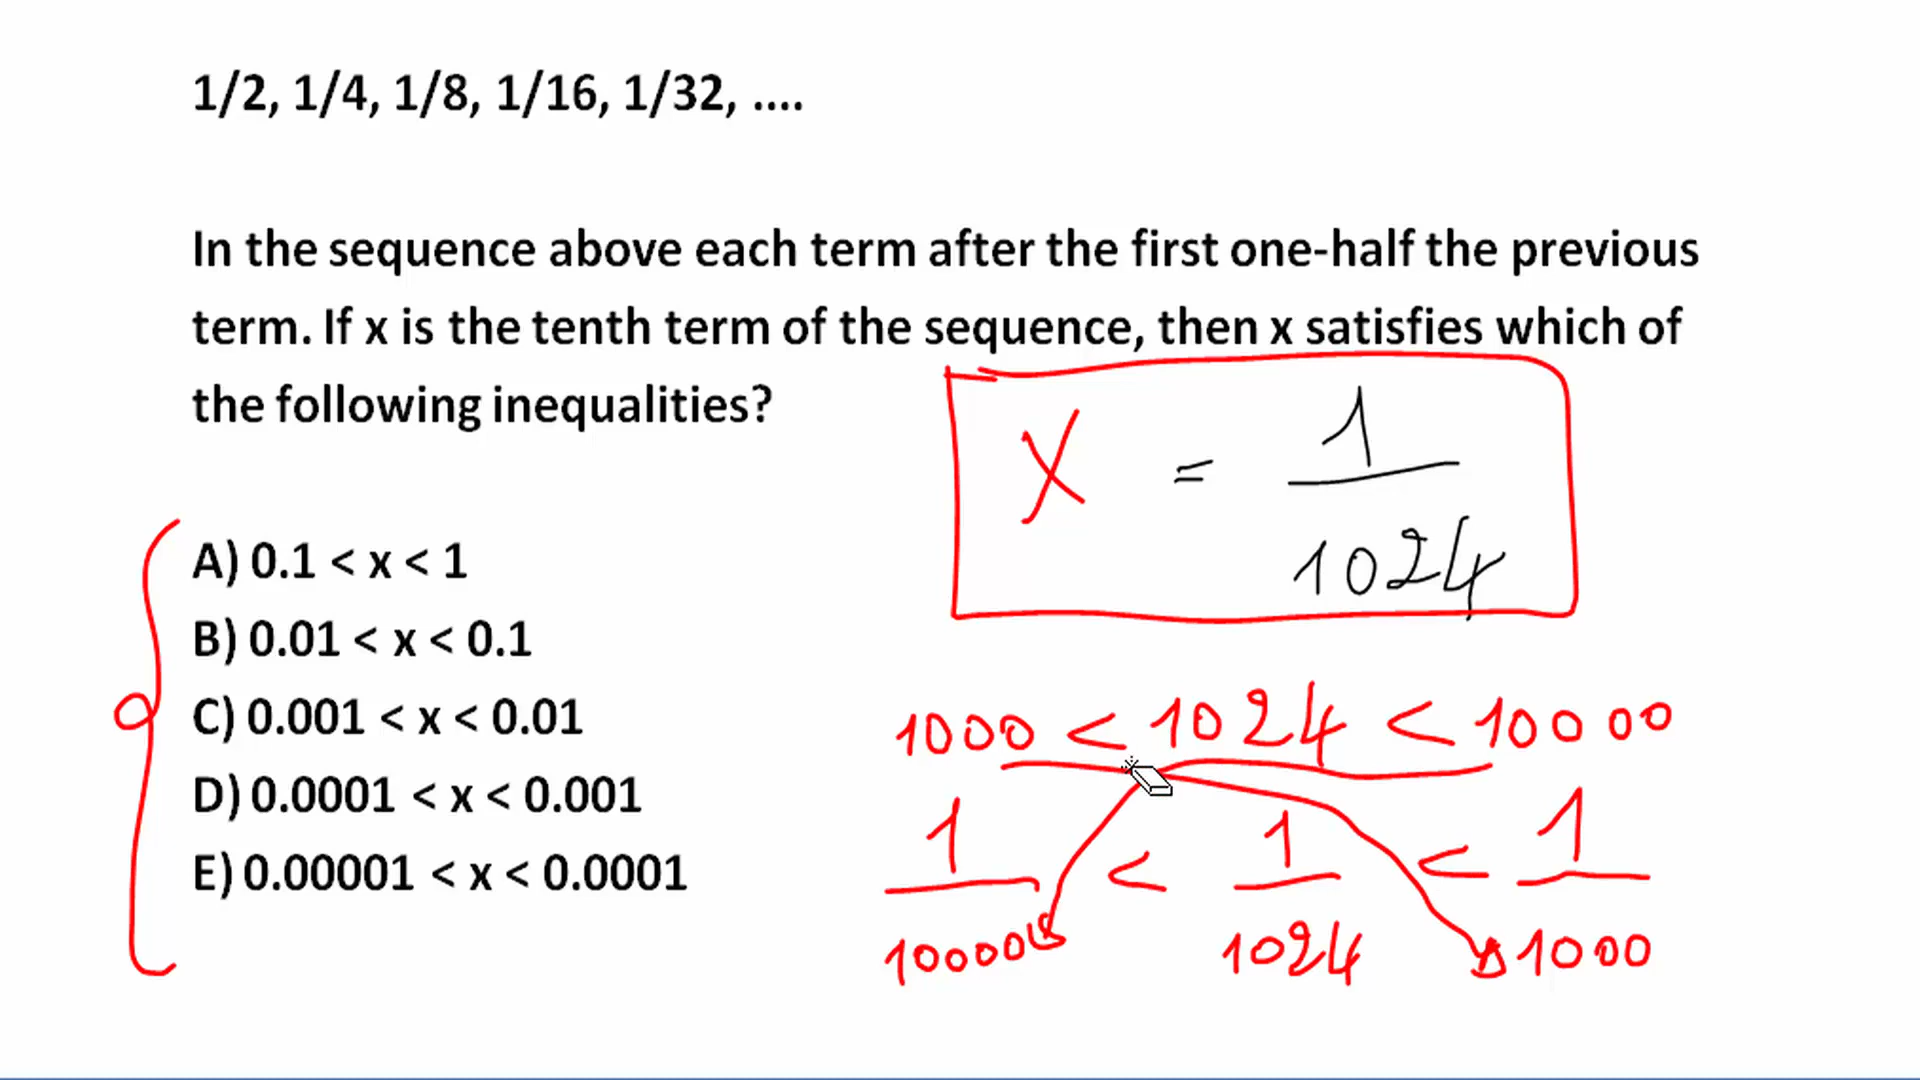 1/2, 1/4, 1/8, 1/16, 1/32, ....
In the sequence above each term after the first one-half the previous
term. If x is the tenth term of the sequence, then x satisfies which of
the following inequalities?
X = 1/1024
A) 0.1 < x < 1
B) 0.01 < x < 0.1
C) 0.001 < x < 0.01
D) 0.0001 < x < 0.001
E) 0.00001 < x < 0.0001
1000 < 1024 < 10000
1/10000 < 1/1024 < 1/1000